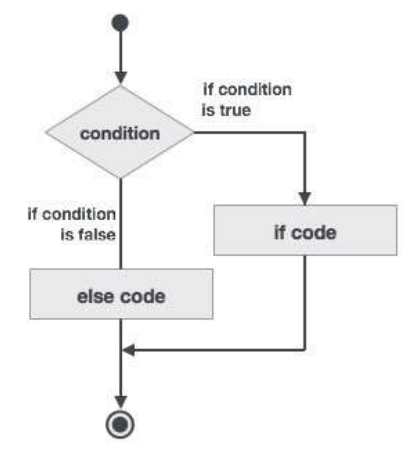 if condition
is true
condition
if condition
is false
if code
else code